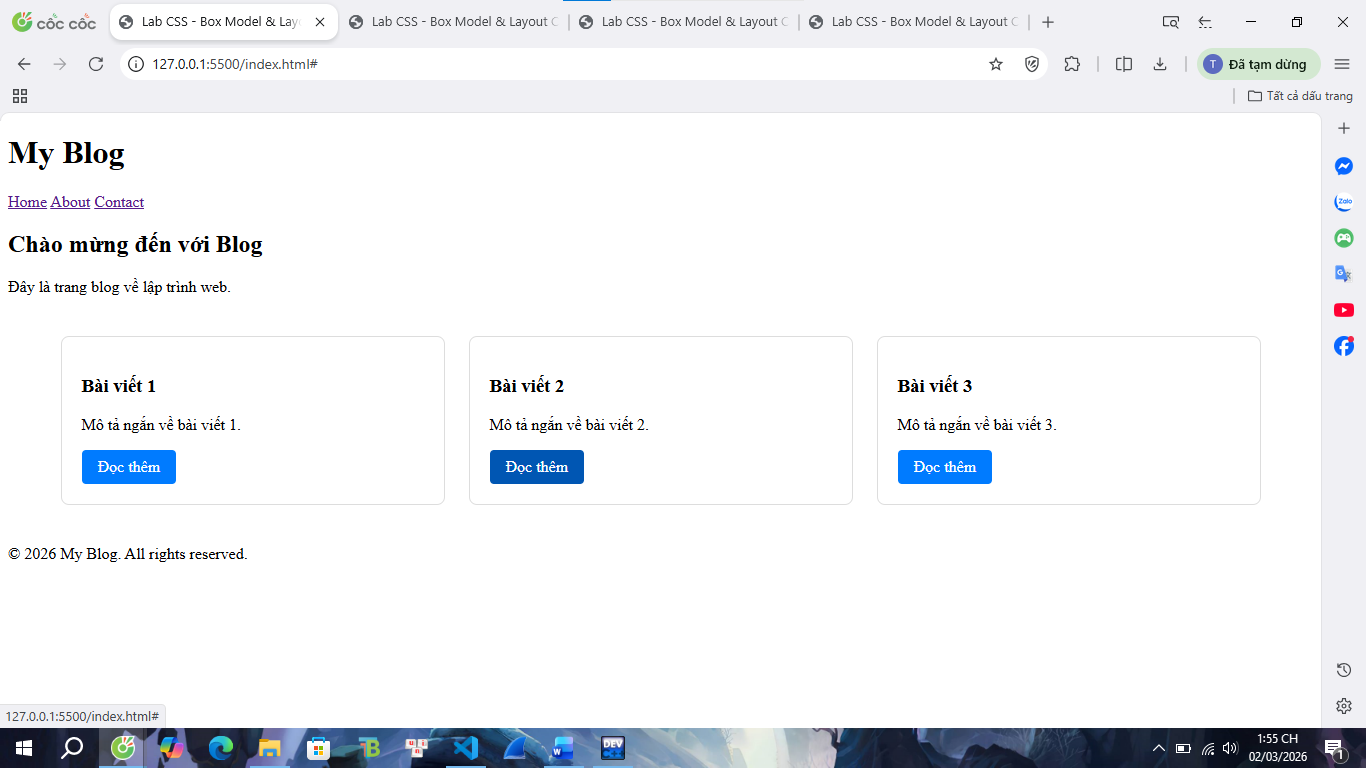 cốc cốc
Lab CSS - Box Model & Lay
Lab CSS - Box Model & Layout C
Lab CSS - Box Model & Layout C
Lab CSS - Box Model & Layout C
127.0.0.1:5500/index.html#
T Đã tạm dừng
Tất cả dấu trang
My Blog
Home About Contact
Chào mừng đến với Blog
Đây là trang blog về lập trình web.
Bài viết 1
Mô tả ngắn về bài viết 1.
Đọc thêm
Bài viết 2
Mô tả ngắn về bài viết 2.
Đọc thêm
Bài viết 3
Mô tả ngắn về bài viết 3.
Đọc thêm
© 2026 My Blog. All rights reserved.
Zalo
127.0.0.1:5500/index.html#
DEV
1:55 CH
02/03/2026
1